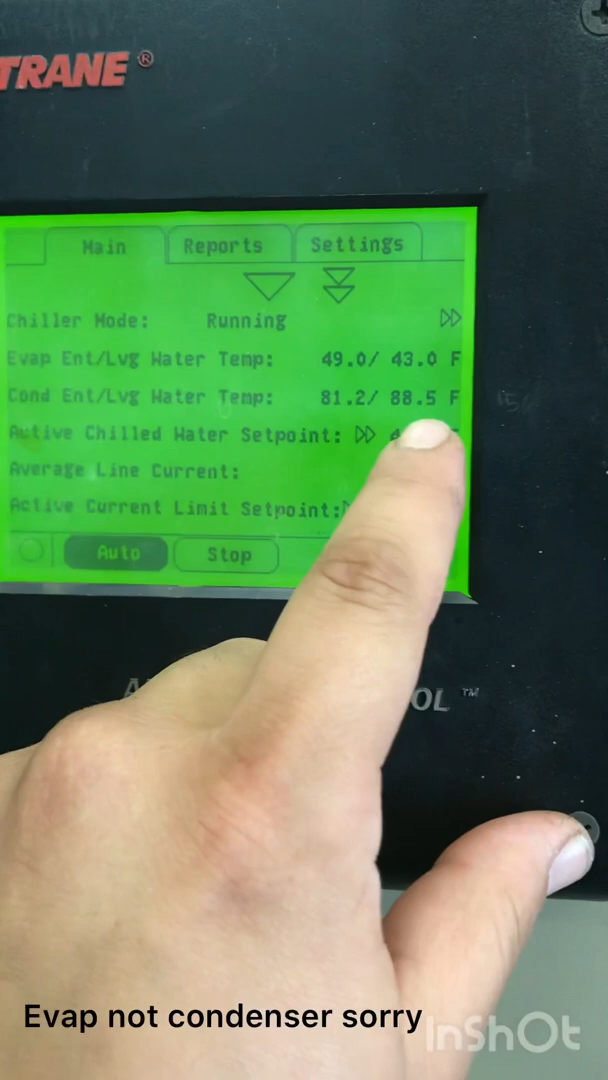 TRANE ®
Main Reports Settings
Chiller Mode: Running
Evap Ent/Lvg Water Temp: 49.0/ 43.0 F
Cond Ent/Lvg Water Temp: 81.2/ 88.5 F
Active Chilled Water Setpoint:
Average Line Current:
Active Current Limit Setpoint:
Auto Stop
™
Evap not condenser sorry
InShOt